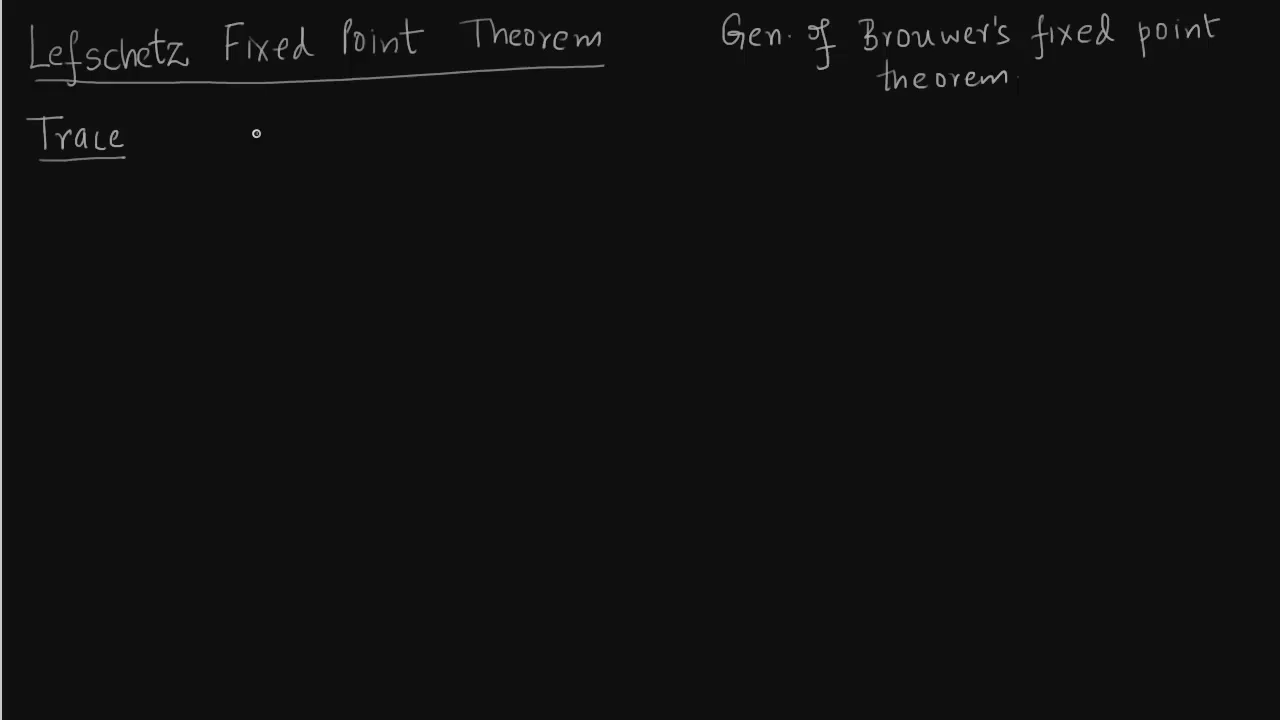 Lefschetz Fixed Point Theorem
Gen. of Brouwer's fixed point
theorem.
Trace